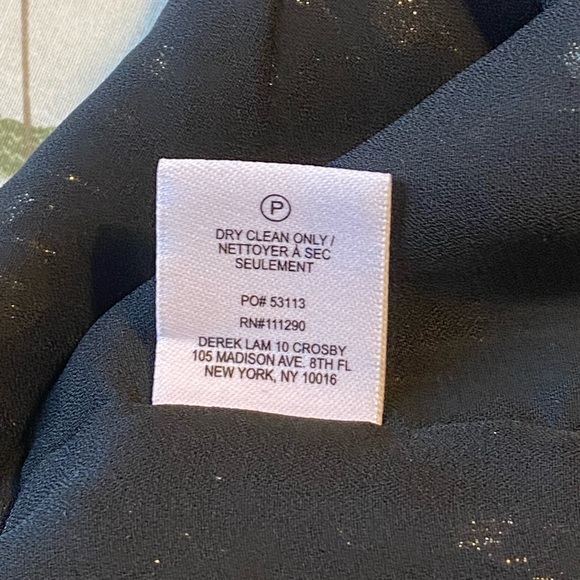 P
DRY CLEAN ONLY /
NETTOYER À SEC
SEULEMENT
PO# 53113
RN#111290
DEREK LAM 10 CROSBY
105 MADISON AVE. 8TH FL
NEW YORK, NY 10016